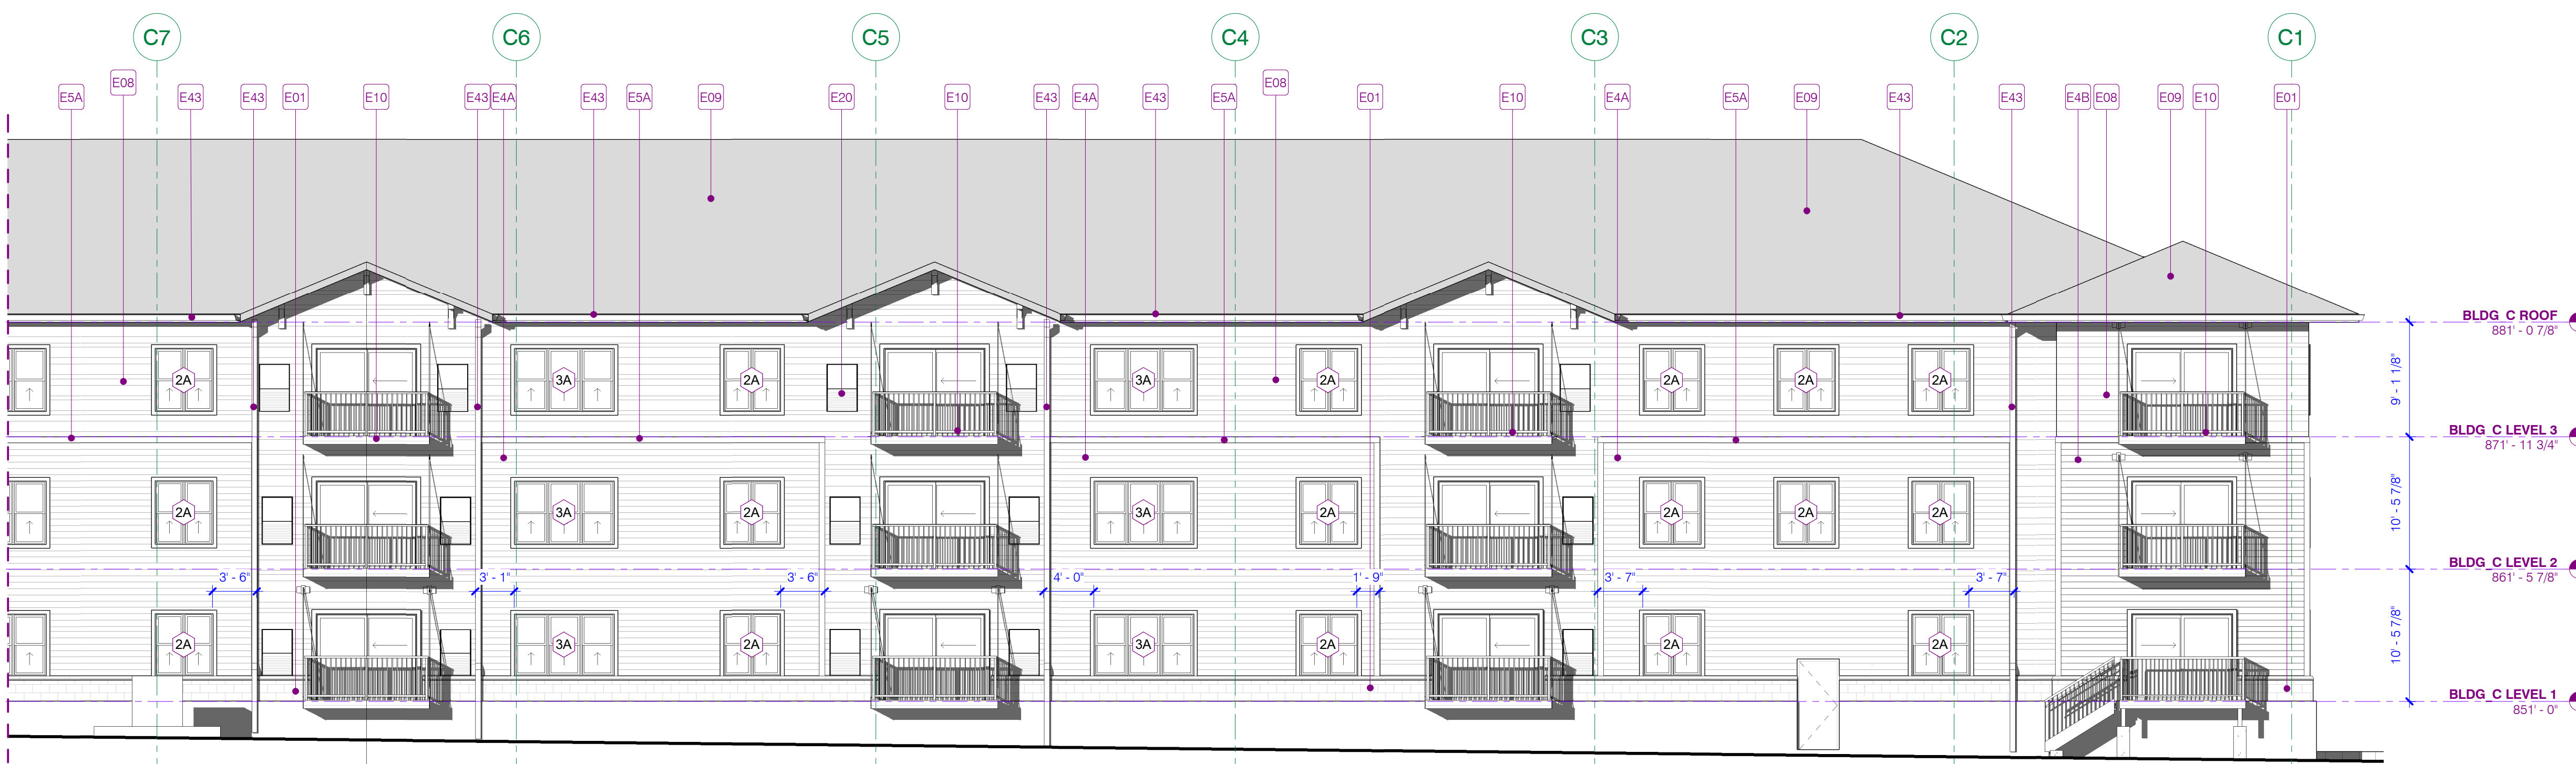 C7 C6 C5 C4 C3 C2 C1
E08 E08
E5A E43 E43 E01 E10 E43 E4A E43 E5A E09 E20 E10 E43 E4A E43 E5A E01 E10 E4A E5A E09 E43 E43 E4B E08 E09 E10 E01
BLDG C ROOF
881' - 0 7/8"
9' - 1 1/8"
2A 3A 2A 3A 2A 2A 2A 2A
BLDG C LEVEL 3
871' - 11 3/4"
10' - 5 7/8"
2A 3A 2A 3A 2A 2A 2A 2A
BLDG C LEVEL 2
861' - 5 7/8"
3' - 6" 3' - 1" 3' - 6" 4' - 0" 1' - 9" 3' - 7" 3' - 7"
10' - 5 7/8"
2A 3A 2A 3A 2A 2A 2A
BLDG C LEVEL 1
851' - 0"